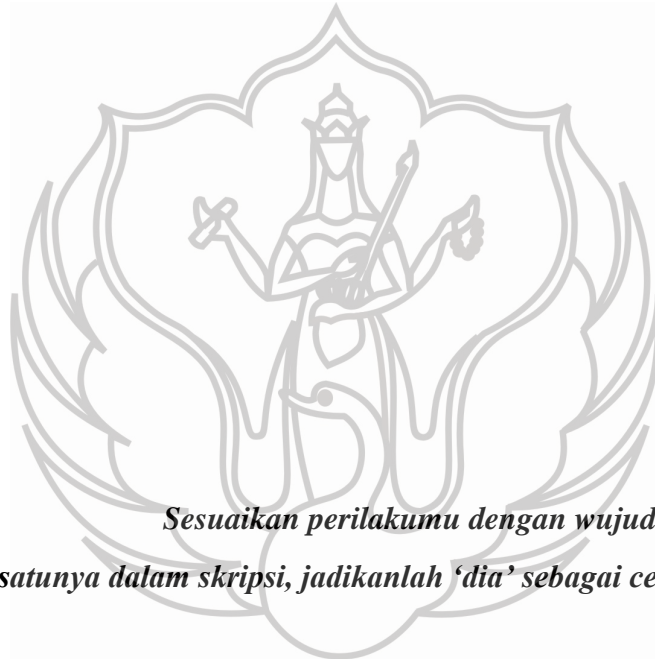 Sesuaikan perilakumu dengan wujud
satunya dalam skripsi, jadikanlah ‘dia’ sebagai ce